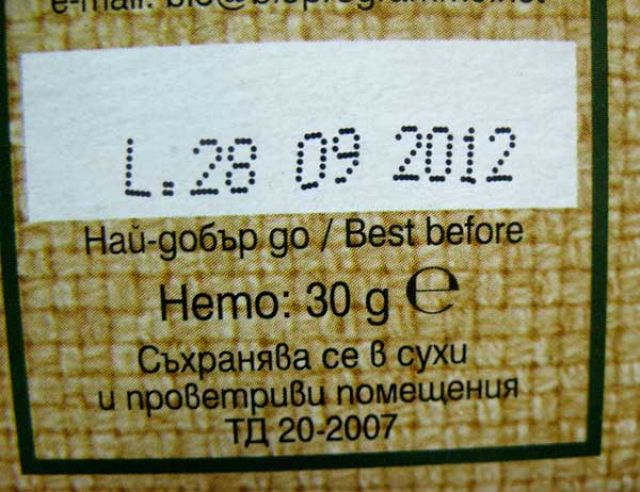 L.28 09 2012
Най-добър до / Best before
Нето: 30 g ℮
Съхранява се в сухи
и проветриви помещения
ТД 20-2007